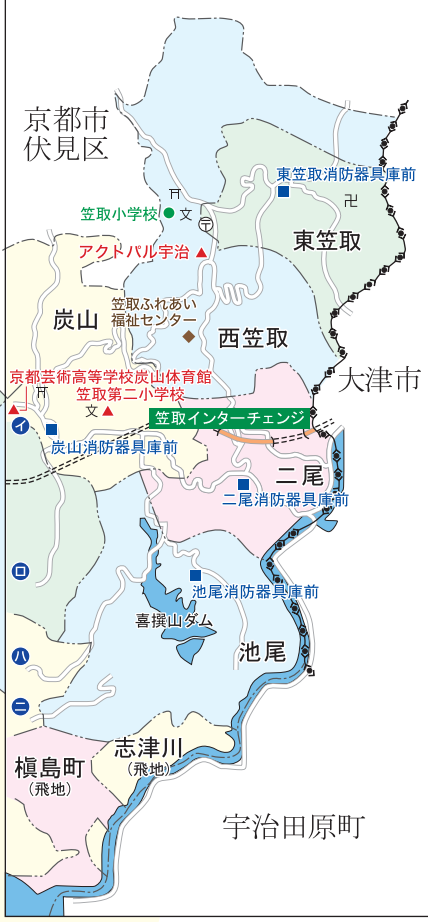 京都市
伏見区
東笠取消防器具庫前
笠取小学校
文
東笠取
アクトパル宇治
笠取ふれあい
福祉センター
炭山
西笠取
大津市
京都芸術高等学校炭山体育館
笠取第二小学校
文
笠取インターチェンジ
イ
炭山消防器具庫前
二尾
二尾消防器具庫前
ロ
池尾消防器具庫前
喜撰山ダム
ハ
池尾
ニ
志津川
(飛地)
槇島町
(飛地)
宇治田原町